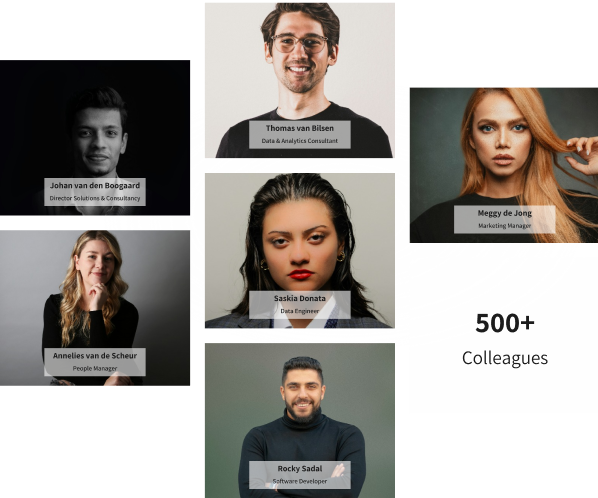 Thomas van Bilsen
Data & Analytics Consultant
Johan van den Boogaard
Director Solutions & Consultancy
Meggy de Jong
Marketing Manager
Saskia Donata
Data Engineer
Annelies van de Scheur
People Manager
500+
Colleagues
Rocky Sadal
Software Developer